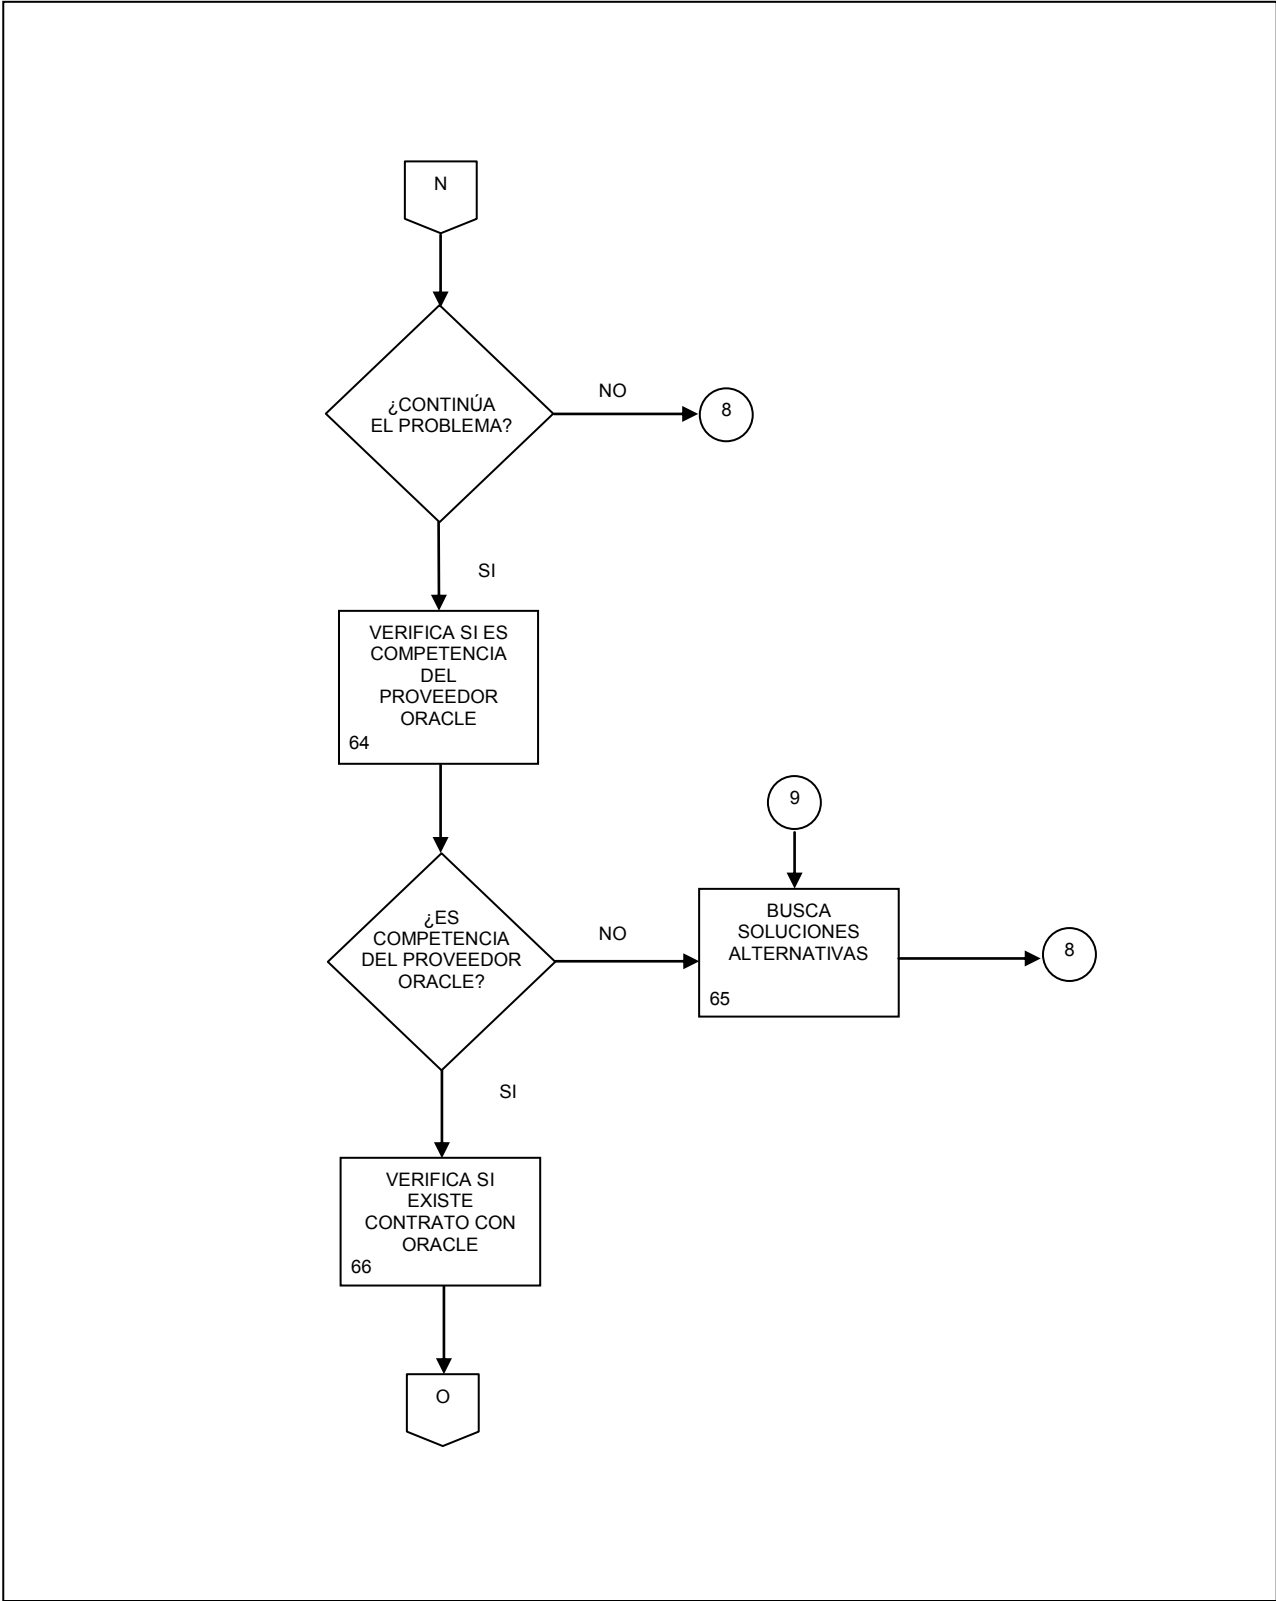 N
¿CONTINÚA
EL PROBLEMA?
NO
8
SI
VERIFICA SI ES
COMPETENCIA
DEL
PROVEEDOR
ORACLE
64
9
¿ES
COMPETENCIA
DEL PROVEEDOR
ORACLE?
NO
BUSCA
SOLUCIONES
ALTERNATIVAS
65
8
SI
VERIFICA SI
EXISTE
CONTRATO CON
ORACLE
66
O